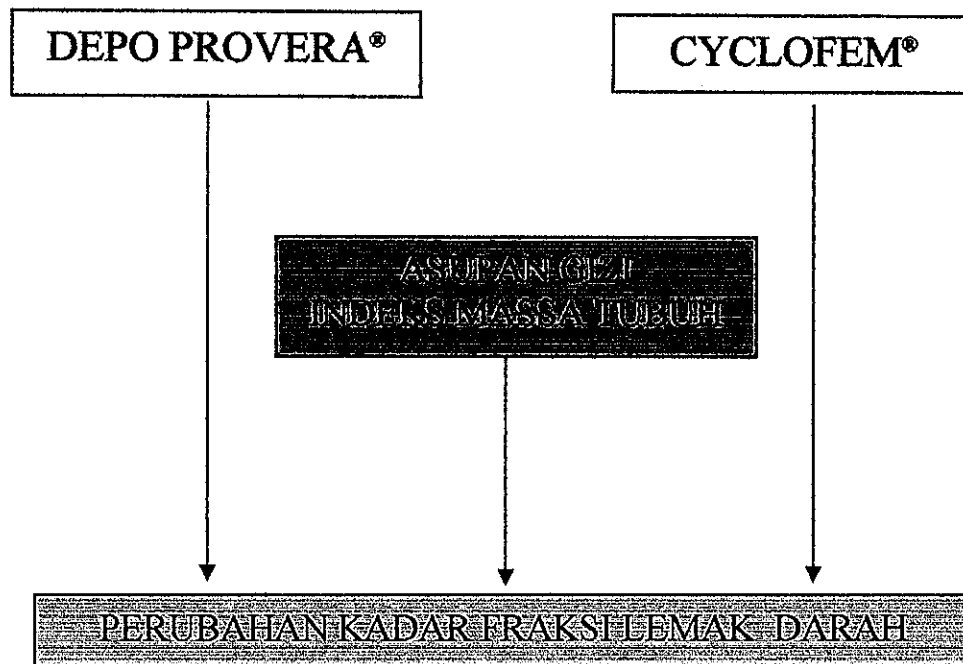 DEPO PROVERA®
CYCLOFEM®
ASUPAN GIZI
INDEKS MASSA TUBUH
PERUBAHAN KADAR FRAKSI LEMAK DARAH